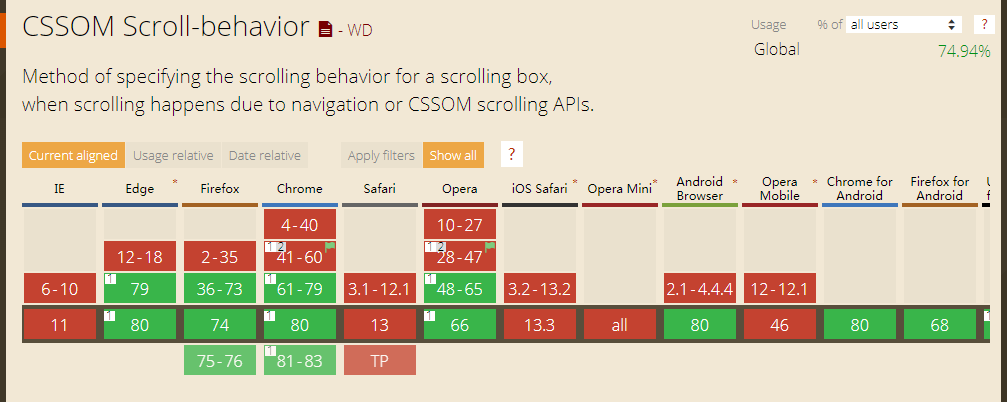 CSSOM Scroll-behavior - WD
Usage % of all users ?
Global 74.94%
Method of specifying the scrolling behavior for a scrolling box,
when scrolling happens due to navigation or CSSOM scrolling APIs.
Current aligned Usage relative Date relative Apply filters Show all ?
IE Edge * Firefox Chrome Safari Opera iOS Safari * Opera Mini * Android Browser * Opera Mobile * Chrome for Android Firefox for Android
4-40 10-27
12-18 2-35 1 2 41-60 1 2 28-47
6-10 1 79 36-73 1 61-79 3.1-12.1 1 48-65 3.2-13.2 2.1-4.4.4 12-12.1
11 1 80 74 1 80 13 1 66 13.3 all 80 46 80 68 1
75-76 1 81-83 TP